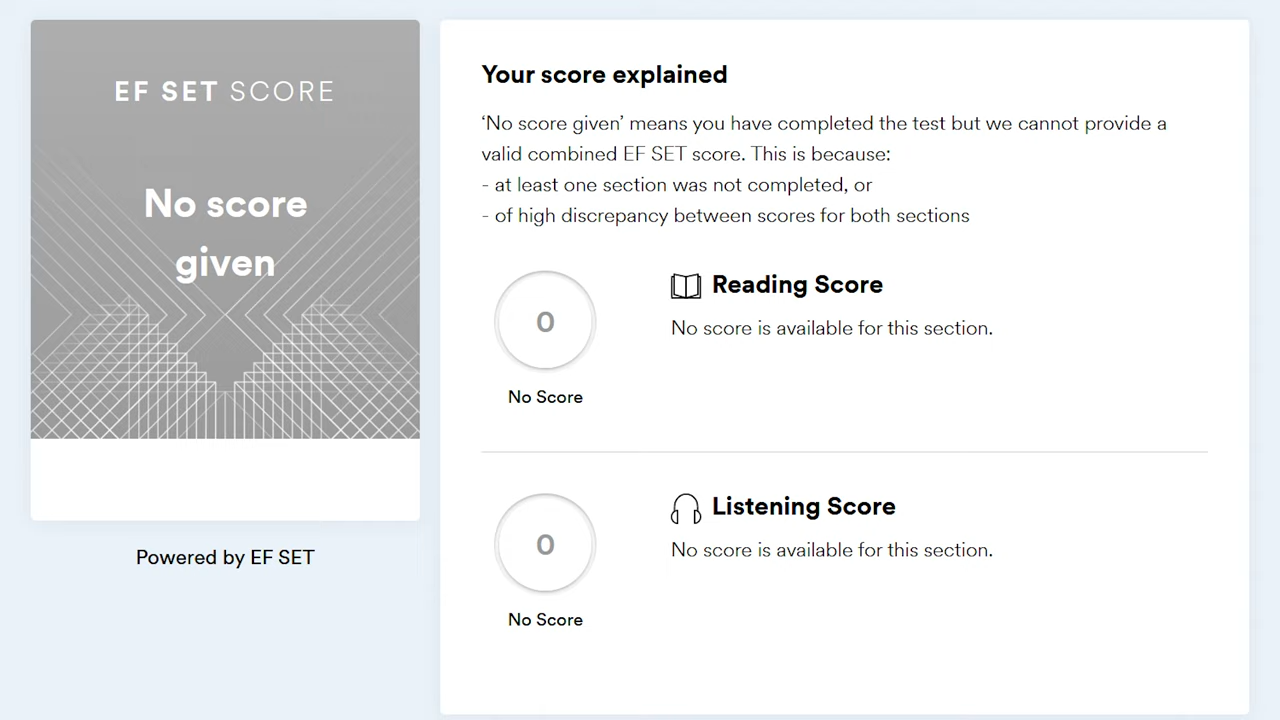 EF SET SCORE
No score
given
Powered by EF SET
Your score explained
‘No score given’ means you have completed the test but we cannot provide a
valid combined EF SET score. This is because:
- at least one section was not completed, or
- of high discrepancy between scores for both sections
0
No Score
Reading Score
No score is available for this section.
0
No Score
Listening Score
No score is available for this section.